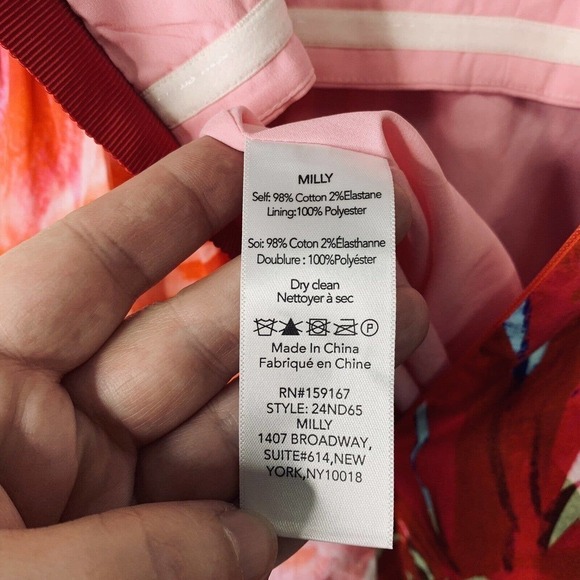 MILLY
Self: 98% Cotton 2%Elastane
Lining:100% Polyester
Soi: 98% Coton 2%Élasthanne
Doublure : 100%Polyéster
Dry clean
Nettoyer à sec
P
Made In China
Fabriqué en Chine
RN#159167
STYLE: 24ND65
MILLY
1407 BROADWAY,
SUITE#614,NEW
YORK,NY10018